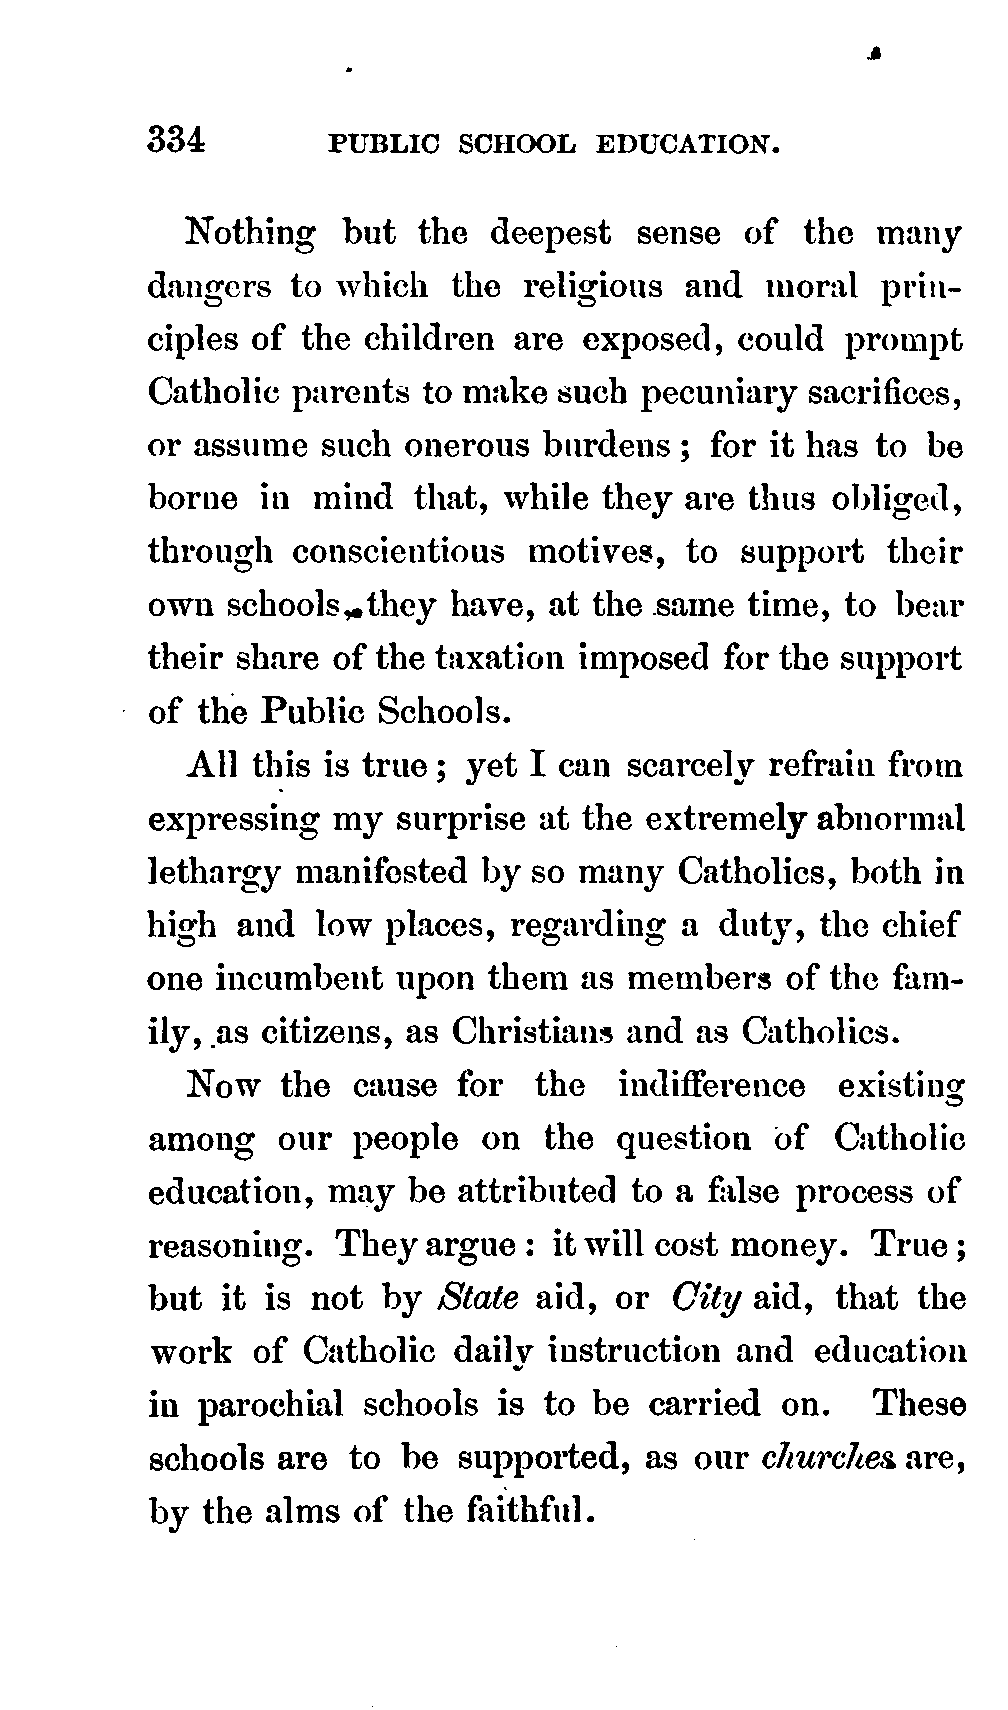 334 PUBLIC SCHOOL EDUCATION.
Nothing but the deepest sense of the many
dangers to which the religious and moral prin-
ciples of the children are exposed, could prompt
Catholic parents to make such pecuniary sacrifices,
or assume such onerous burdens ; for it has to be
borne in mind that, while they are thus obliged,
through conscientious motives, to support their
own schools, they have, at the same time, to bear
their share of the taxation imposed for the support
of the Public Schools.
All this is true ; yet I can scarcely refrain from
expressing my surprise at the extremely abnormal
lethargy manifested by so many Catholics, both in
high and low places, regarding a duty, the chief
one incumbent upon them as members of the fam-
ily, as citizens, as Christians and as Catholics.
Now the cause for the indifference existing
among our people on the question of Catholic
education, may be attributed to a false process of
reasoning. They argue : it will cost money. True ;
but it is not by State aid, or City aid, that the
work of Catholic daily instruction and education
in parochial schools is to be carried on. These
schools are to be supported, as our churches are,
by the alms of the faithful.